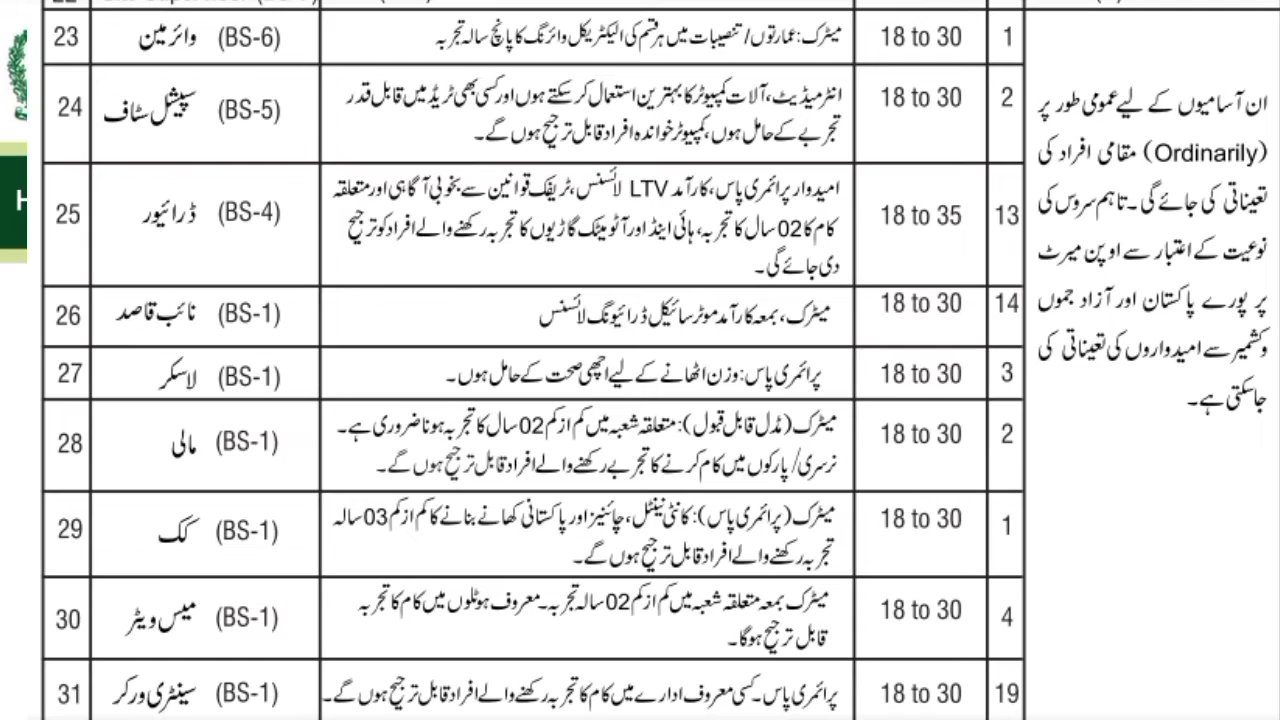 23 وائرمین (BS-6) میٹرک: عمارتوں/ تنصیبات میں ہر قسم کی الیکٹریکل وائرنگ کا پانچ سالہ تجربہ 18 to 30 1
24 سپیشل سٹاف (BS-5) انٹرمیڈیٹ، آلات کمپیوٹر کا بہترین استعمال کر سکتے ہوں اور کسی بھی ٹریڈ میں قابل قدر 18 to 30 2
تجربے کے حامل ہوں، کمپیوٹر خواندہ افراد قابل ترجیح ہوں گے۔
25 ڈرائیور (BS-4) امیدوار پرائمری پاس، کارآمد LTV لائسنس، ٹریفک قوانین سے بخوبی آگاہی اور متعلقہ 18 to 35 13
کام کا 02 سال کا تجربہ، ہائی اینڈ اور آٹومیٹک گاڑیوں کا تجربہ رکھنے والے افراد کو ترجیح
دی جائے گی۔
26 نائب قاصد (BS-1) میٹرک، بمعہ کارآمد موٹرسائیکل ڈرائیونگ لائسنس 18 to 30 14
27 لاسکر (BS-1) پرائمری پاس: وزن اٹھانے کے لیے اچھی صحت کے حامل ہوں۔ 18 to 30 3
28 مالی (BS-1) میٹرک (مڈل قابل قبول): متعلقہ شعبہ میں کم از کم 02 سال کا تجربہ ہونا ضروری ہے۔ 18 to 30 2
نرسری/ پارکوں میں کام کرنے کا تجربے رکھنے والے افراد قابل ترجیح ہوں گے۔
29 کک (BS-1) میٹرک (پرائمری پاس): کانٹی نینٹل، چائنیز اور پاکستانی کھانے بنانے کا کم از کم 03 سالہ 18 to 30 1
تجربہ رکھنے والے افراد قابل ترجیح ہوں گے۔
30 میس ویٹر (BS-1) میٹرک بمعہ متعلقہ شعبہ میں کم از کم 02 سالہ تجربہ۔ معروف ہوٹلوں میں کام کا تجربہ 18 to 30 4
قابل ترجیح ہوگا۔
31 سینٹری ورکر (BS-1) پرائمری پاس۔ کسی معروف ادارے میں کام کا تجربہ رکھنے والے افراد قابل ترجیح ہوں گے۔ 18 to 30 19
ان آسامیوں کے لیے عمومی طور پر
(Ordinarily) مقامی افراد کی
تعیناتی کی جائے گی۔ تاہم سروس کی
نوعیت کے اعتبار سے اوپن میرٹ
پر پورے پاکستان اور آزاد جموں
وکشمیر سے امیدواروں کی تعیناتی کی
جاسکتی ہے۔
H